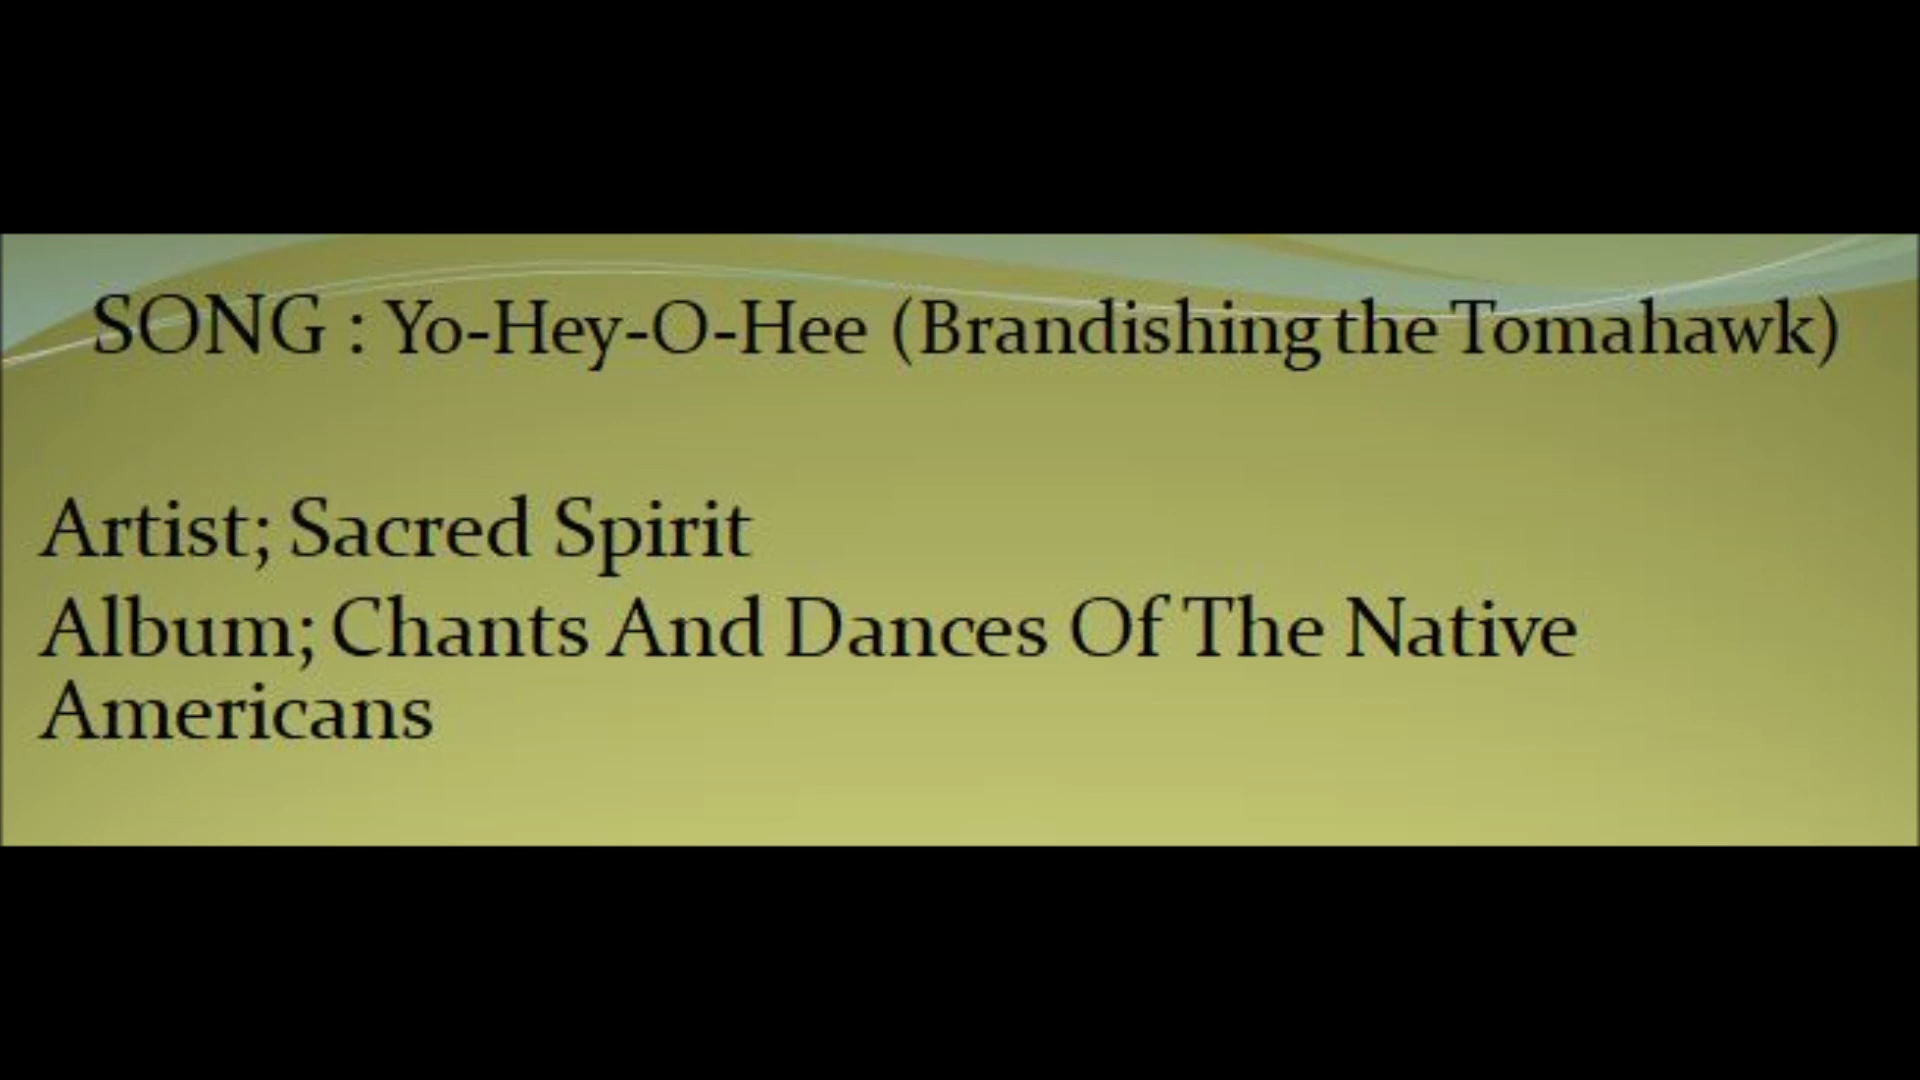 SONG : Yo-Hey-O-Hee (Brandishing the Tomahawk)
Artist; Sacred Spirit
Album; Chants And Dances Of The Native
Americans